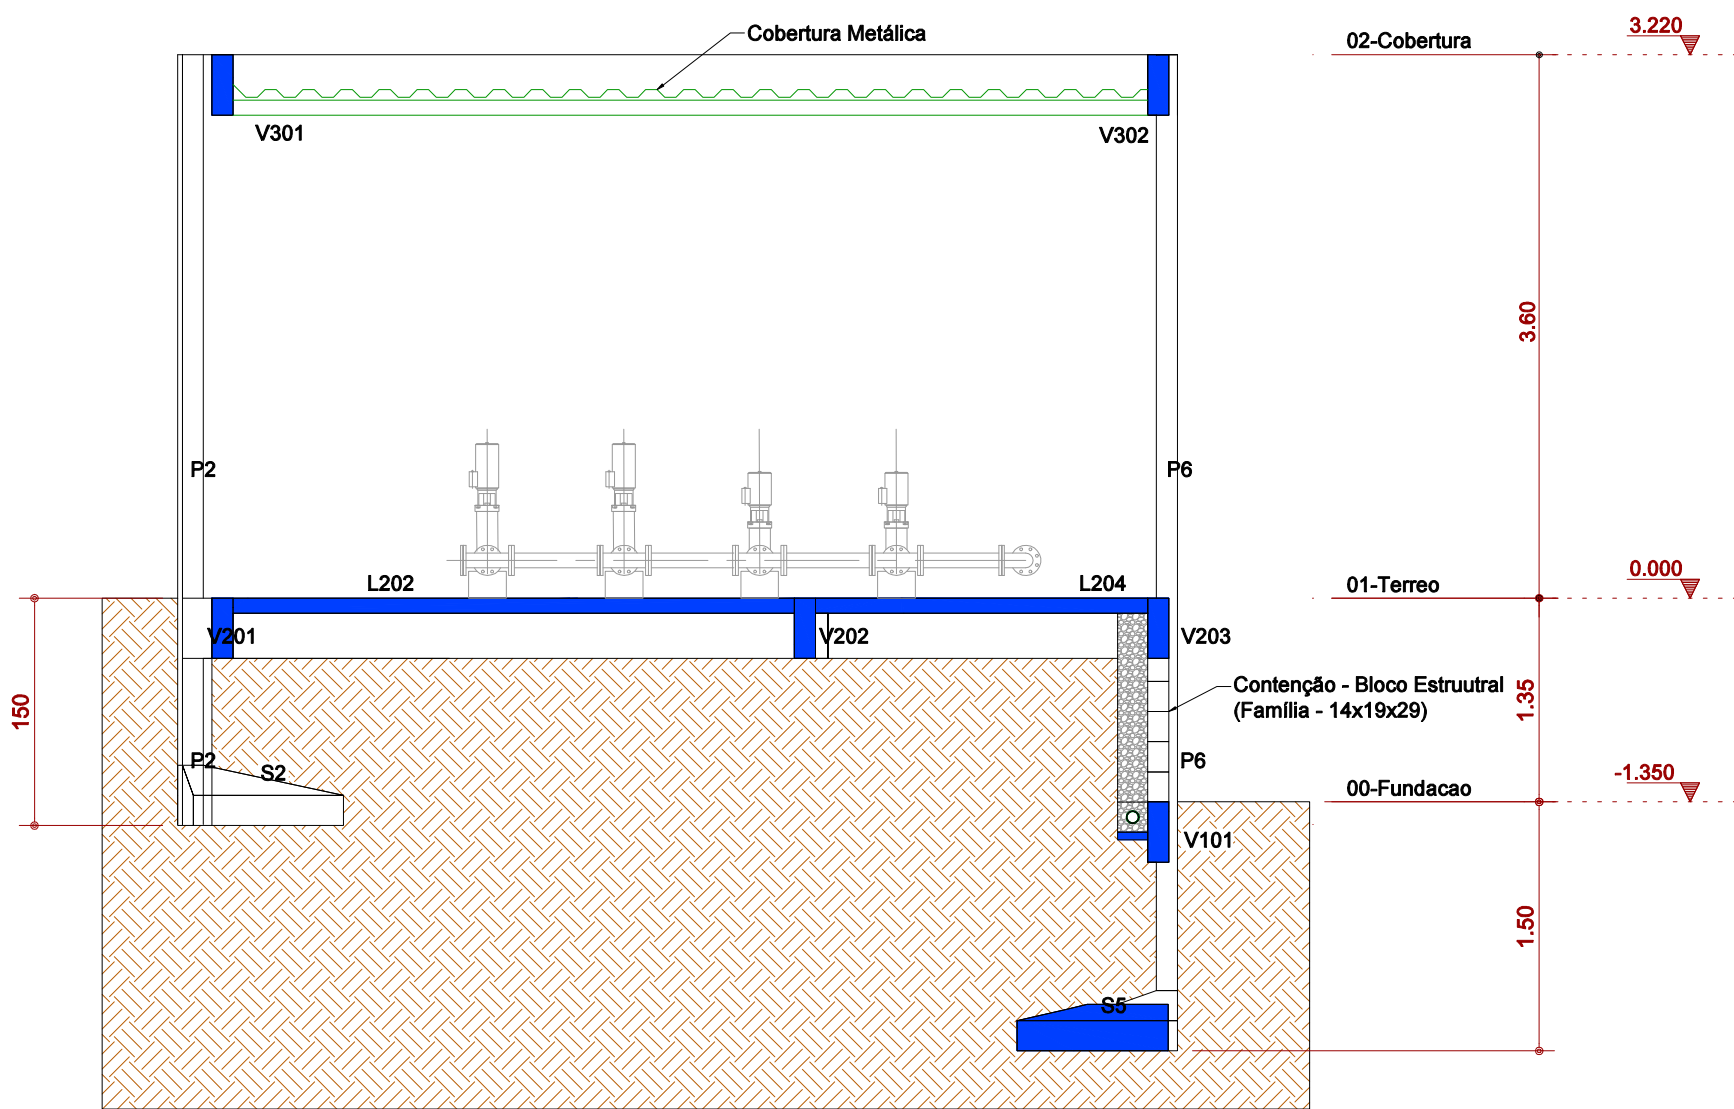 Cobertura Metálica
02-Cobertura
3.220
V301
V302
3.60
P2
P6
L202
L204
01-Terreo
0.000
V201
V202
V203
Contenção - Bloco Estruutral
(Família - 14x19x29)
150
1.35
P2
S2
P6
00-Fundacao
-1.350
V101
1.50
S5